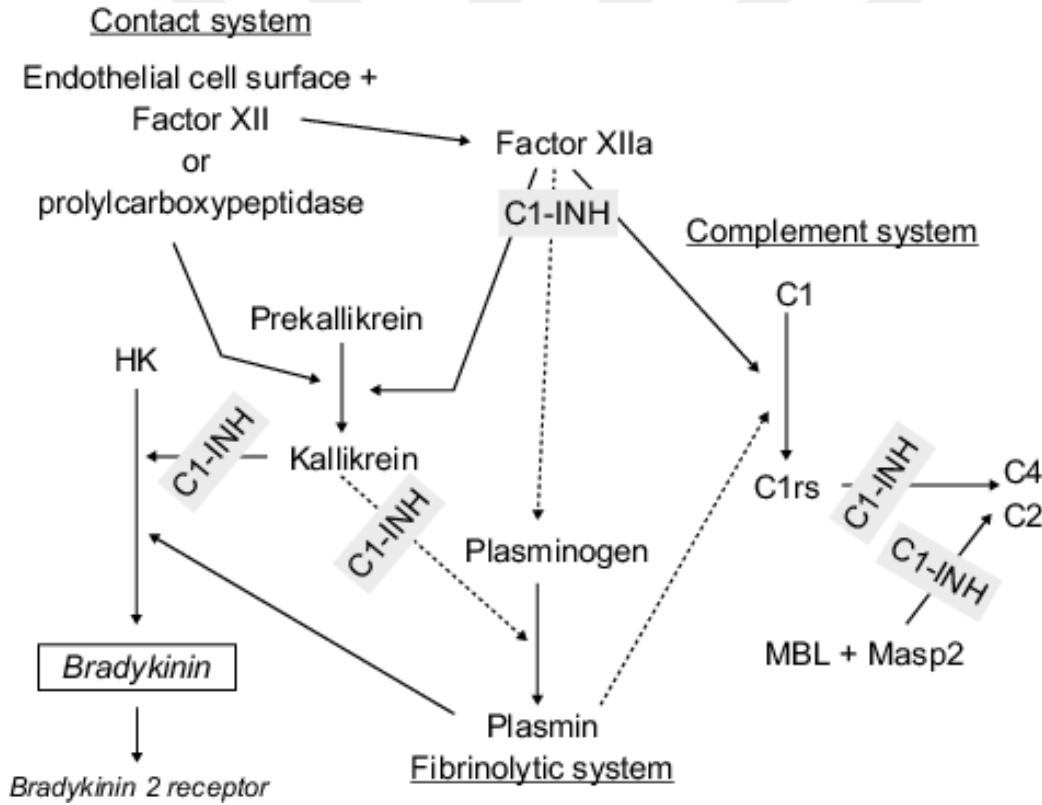 Contact system
Endothelial cell surface +
Factor XII
or
prolylcarboxypeptidase
Factor XIIa
C1-INH
Complement system
C1
Prekallikrein
HK
C1-INH
Kallikrein
C1-INH
C1rs
C1-INH
C4
C2
C1-INH
Plasminogen
MBL + Masp2
Bradykinin
Plasmin
Fibrinolytic system
Bradykinin 2 receptor